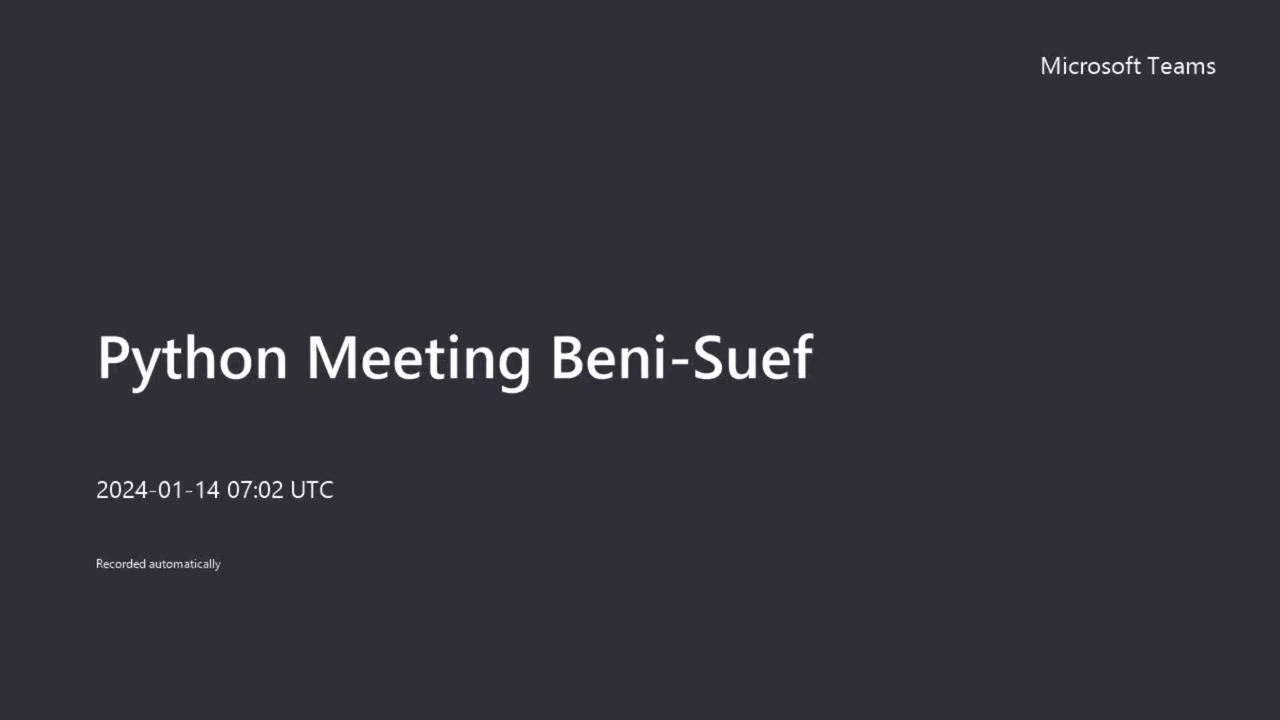 Microsoft Teams
Python Meeting Beni-Suef
2024-01-14 07:02 UTC
Recorded automatically